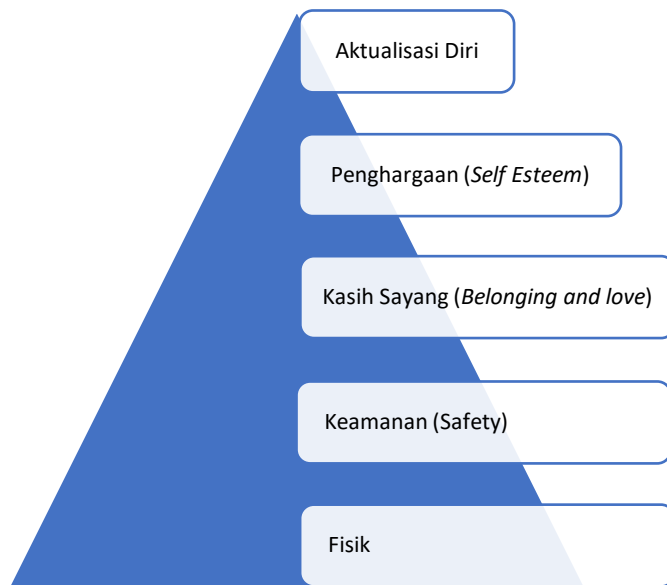 Aktualisasi Diri
Penghargaan (Self Esteem)
Kasih Sayang (Belonging and love)
Keamanan (Safety)
Fisik